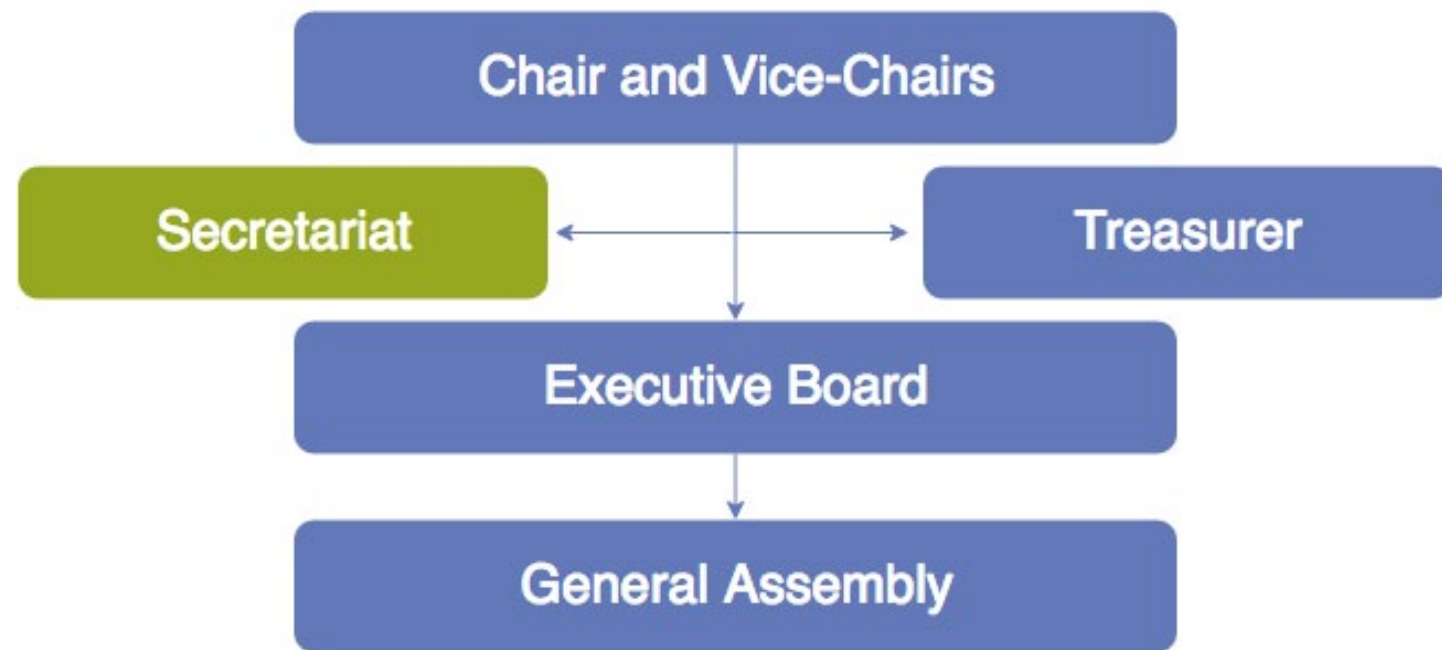 Chair and Vice-Chairs
Secretariat
Treasurer
Executive Board
General Assembly